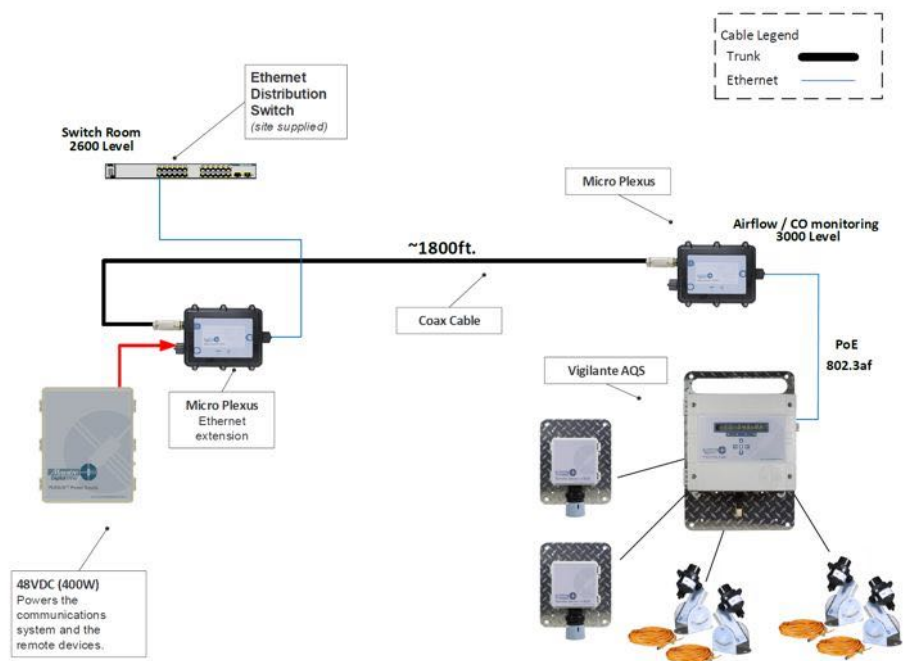 Cable Legend
Trunk
Ethernet
Ethernet
Distribution
Switch
(site supplied)
Switch Room
2600 Level
Micro Plexus
Airflow / CO monitoring
3000 Level
~1800ft.
Coax Cable
PoE
802.3af
Vigilante AQS
Micro Plexus
Ethernet
extension
48VDC (400W)
Powers the
communications
system and the
remote devices.